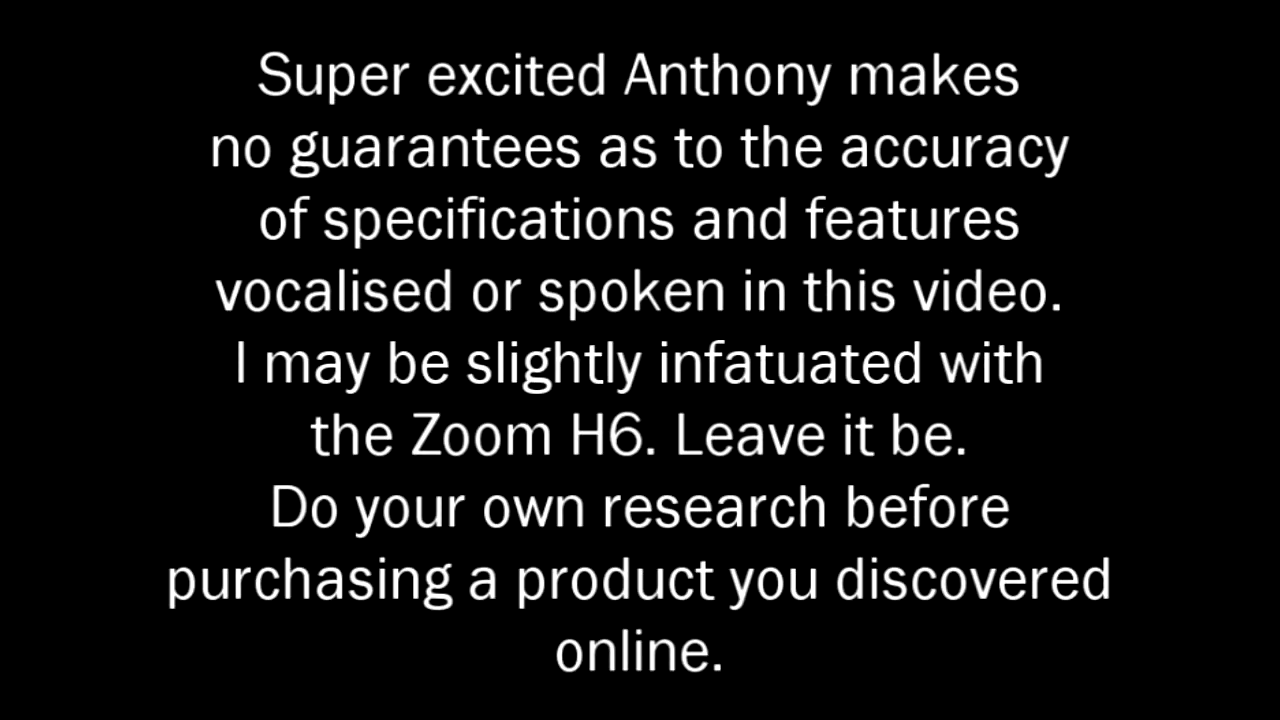 Super excited Anthony makes
no guarantees as to the accuracy
of specifications and features
vocalised or spoken in this video.
I may be slightly infatuated with
the Zoom H6. Leave it be.
Do your own research before
purchasing a product you discovered
online.